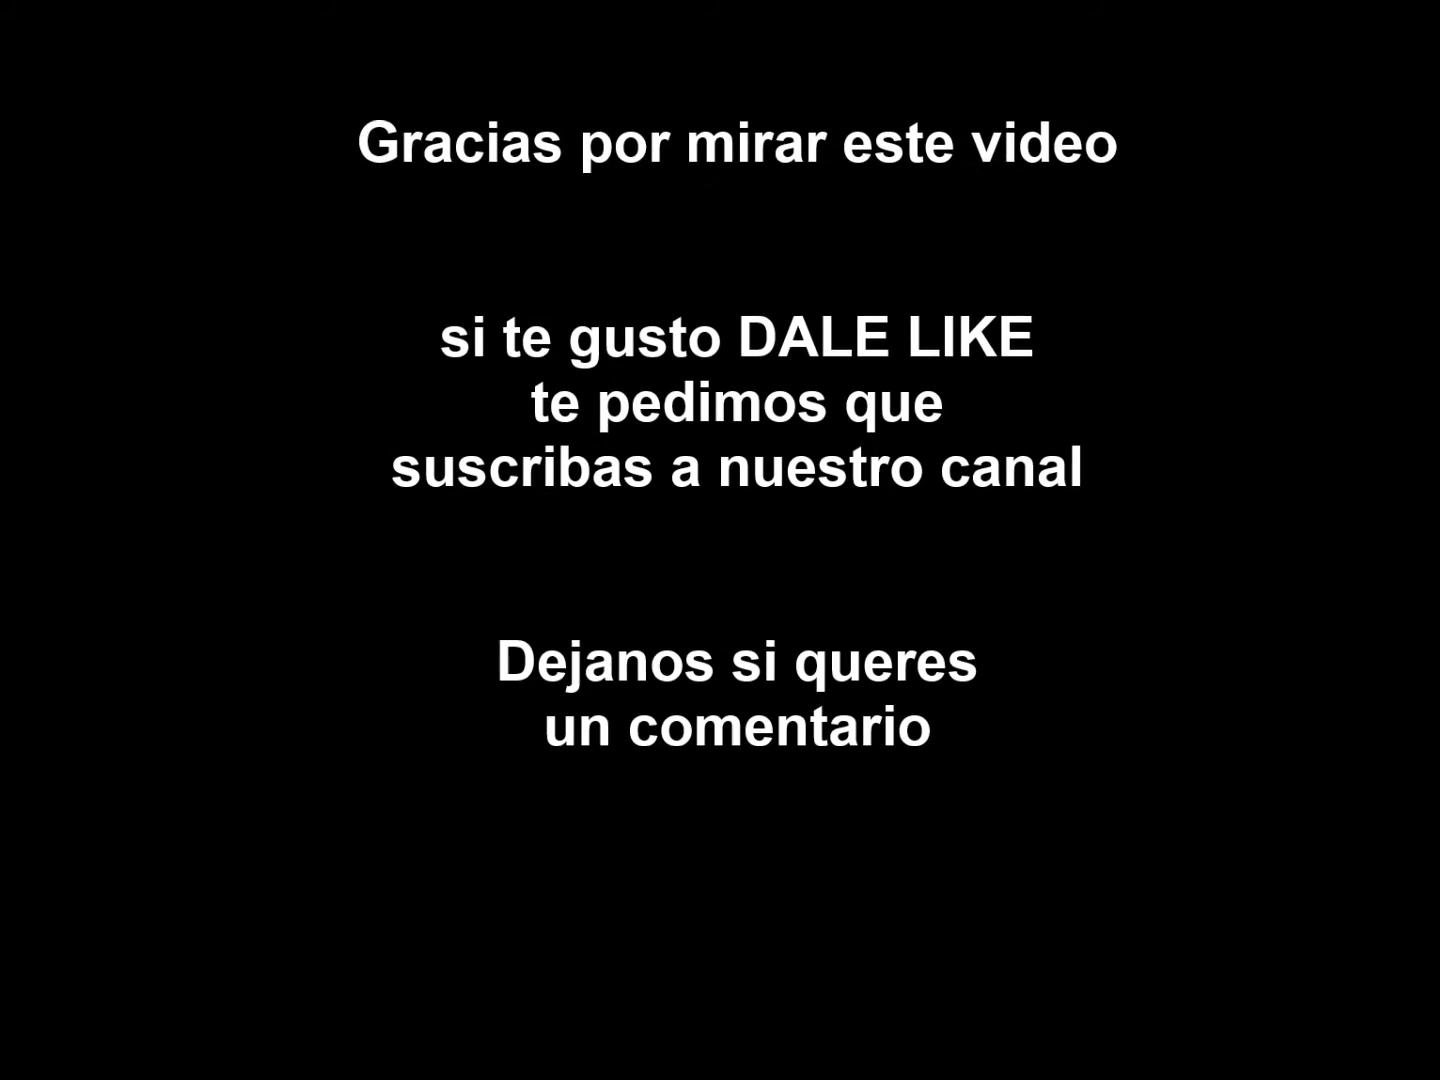 Gracias por mirar este video
si te gusto DALE LIKE
te pedimos que
suscribas a nuestro canal
Dejanos si queres
un comentario